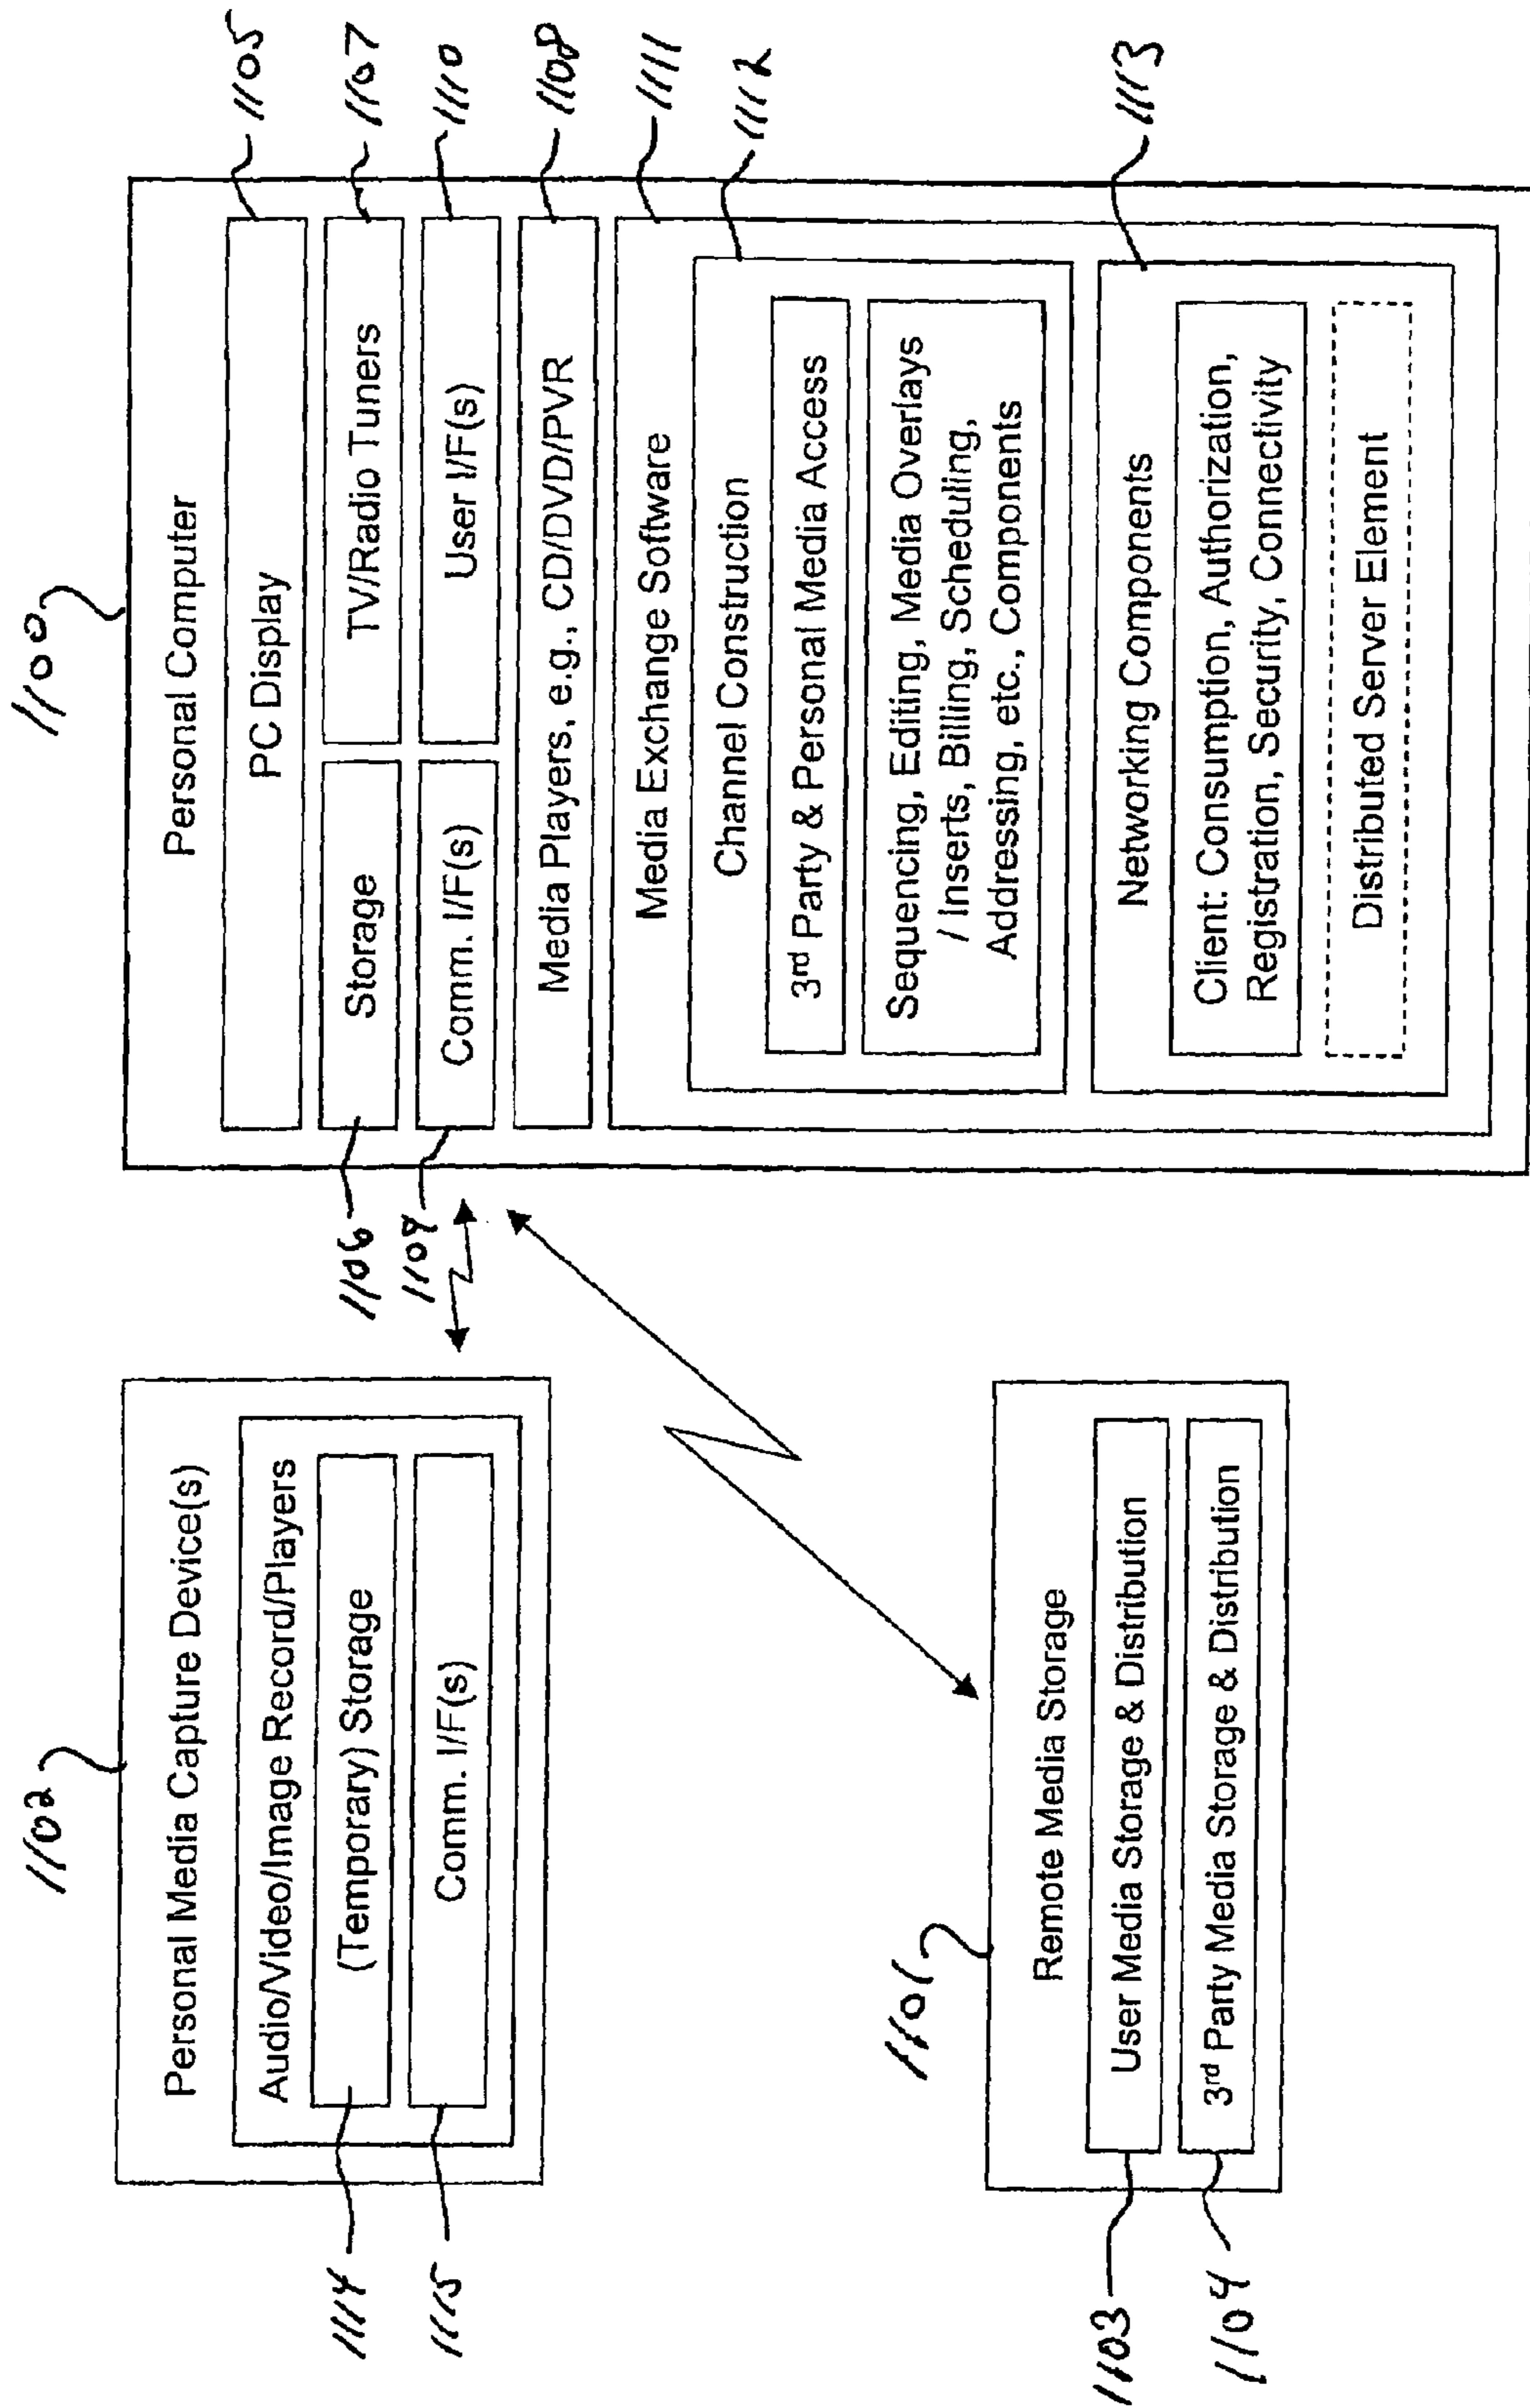 1102
Personal Media Capture Device(s)
Audio/Video/Image Record/Players
(Temporary) Storage
Comm. I/F(s)
1114
1115
1101
Remote Media Storage
User Media Storage & Distribution
3rd Party Media Storage & Distribution
1103
1104
1100
Personal Computer
PC Display
1105
Storage
TV/Radio Tuners
1106
1107
Comm. I/F(s)
User I/F(s)
1109
1110
Media Players, e.g., CD/DVD/PVR
1108
Media Exchange Software
1111
Channel Construction
1112
3rd Party & Personal Media Access
Sequencing, Editing, Media Overlays
/ Inserts, Billing, Scheduling,
Addressing, etc., Components
Networking Components
1113
Client: Consumption, Authorization,
Registration, Security, Connectivity
Distributed Server Element